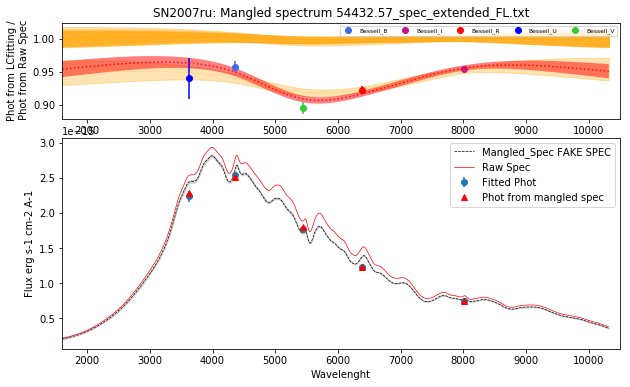 SN2007ru: Mangled spectrum 54432.57_spec_extended_FL.txt
Phot from LCfitting /
Phot from Raw Spec
1.00
0.95
0.90
Bessell_B
Bessell_I
Bessell_R
Bessell_U
Bessell_V
2000 3000 4000 5000 6000 7000 8000 9000 10000
Flux erg s-1 cm-2 A-1
3.0
2.5
2.0
1.5
1.0
0.5
Mangled_Spec FAKE SPEC
Raw Spec
Fitted Phot
Phot from mangled spec
2000 3000 4000 5000 6000 7000 8000 9000 10000
Wavelenght